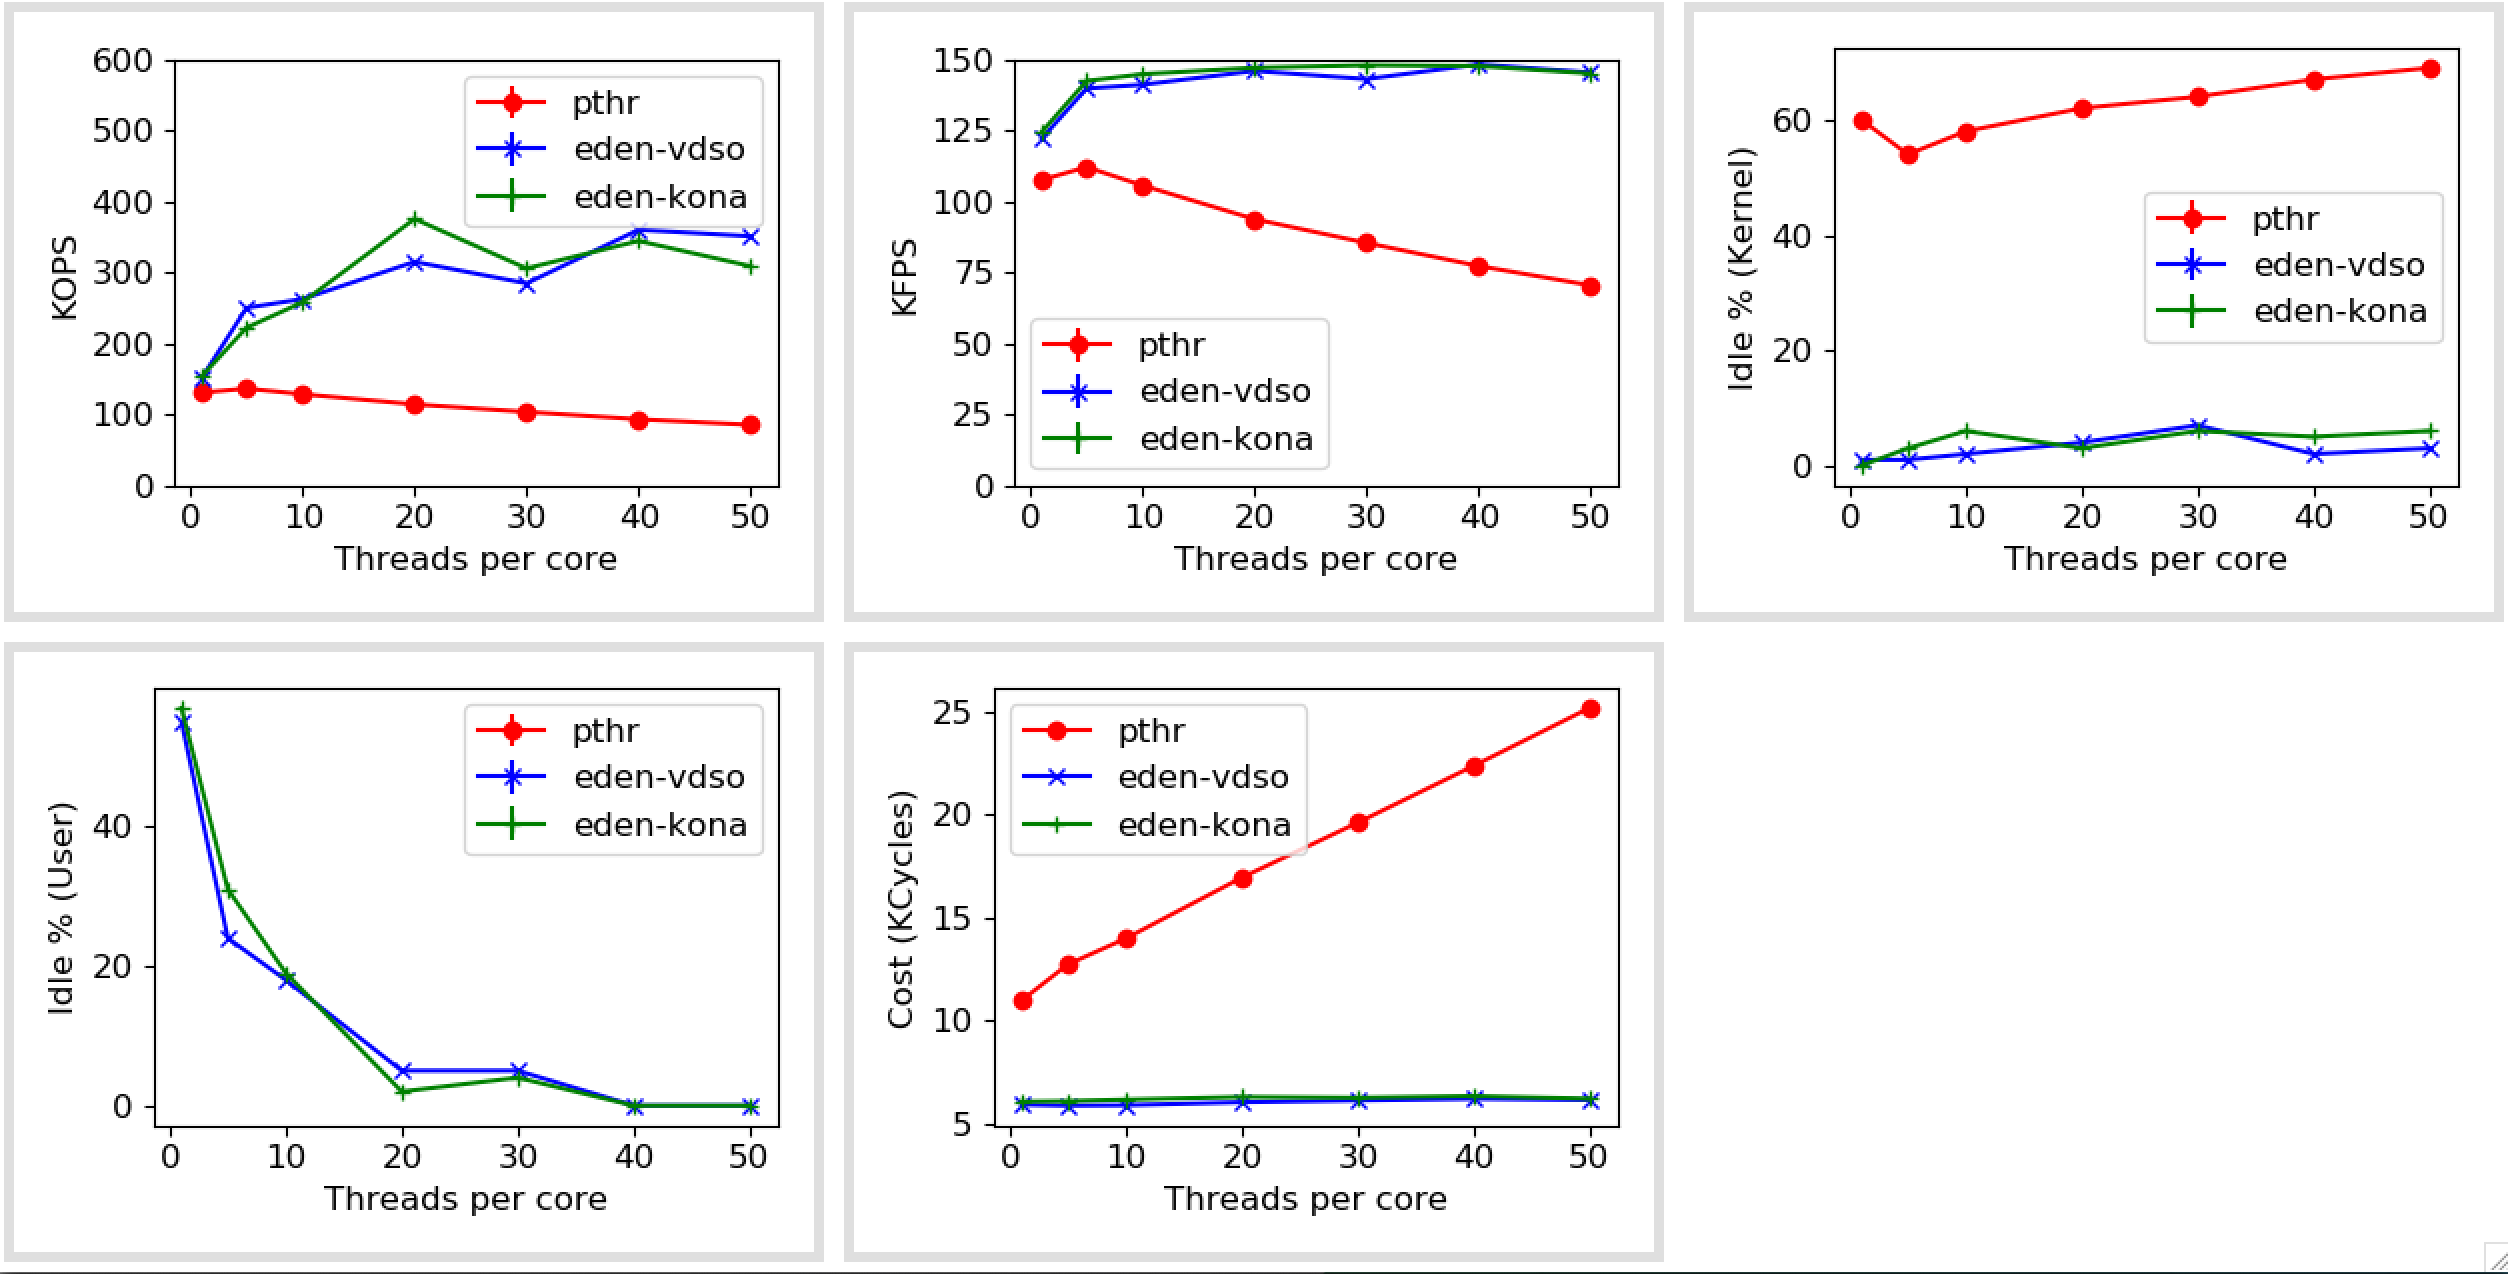 KOPS
600
500
400
300
200
100
0
pthr
eden-vdso
eden-kona
0 10 20 30 40 50
Threads per core
KFPS
150
125
100
75
50
25
0
pthr
eden-vdso
eden-kona
0 10 20 30 40 50
Threads per core
Idle % (Kernel)
60
40
20
0
pthr
eden-vdso
eden-kona
0 10 20 30 40 50
Threads per core
Idle % (User)
40
20
0
pthr
eden-vdso
eden-kona
0 10 20 30 40 50
Threads per core
Cost (KCycles)
25
20
15
10
5
pthr
eden-vdso
eden-kona
0 10 20 30 40 50
Threads per core